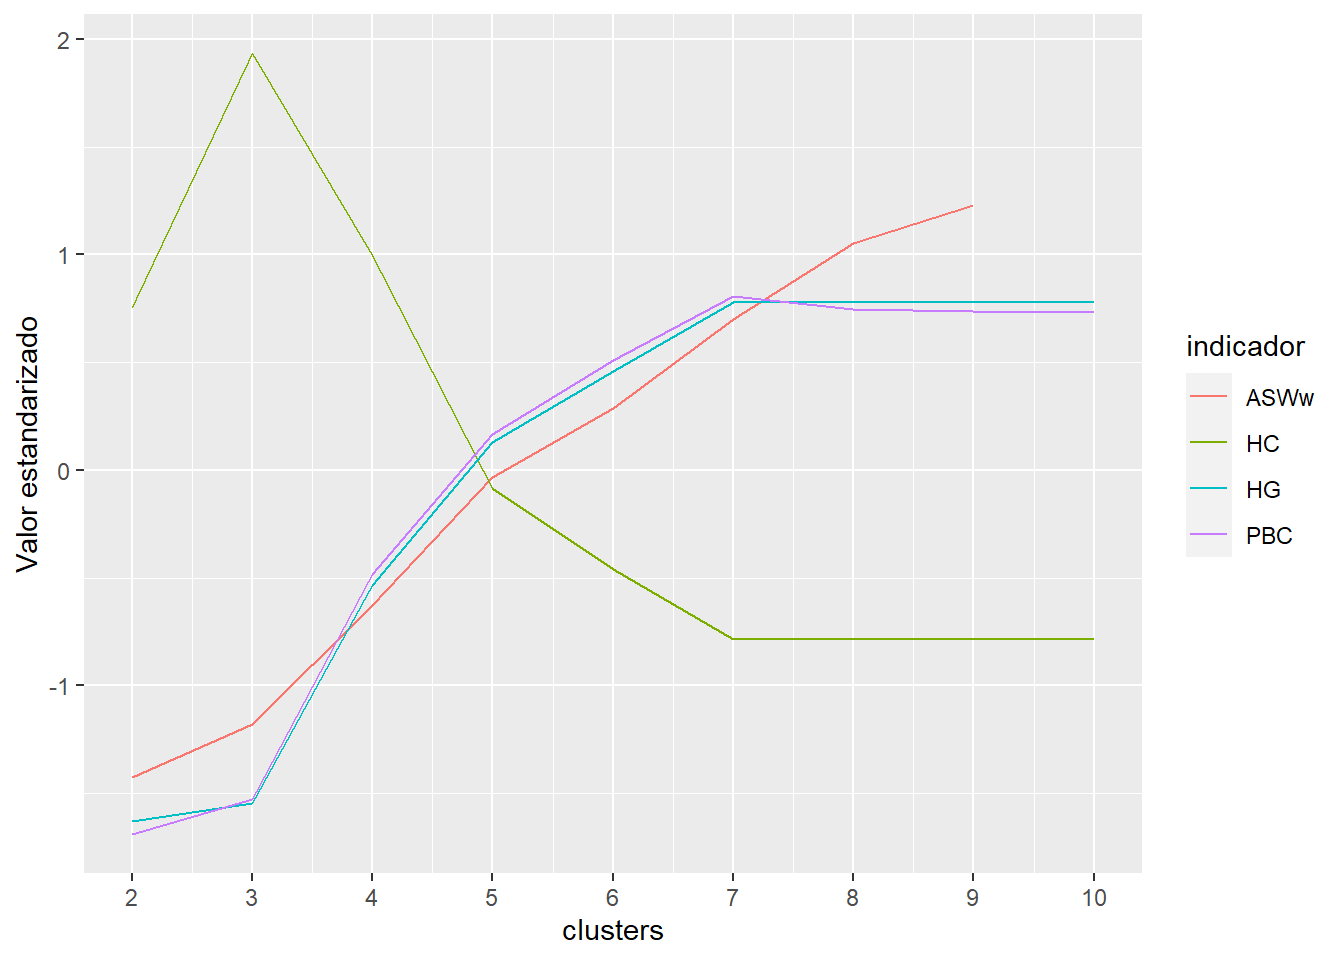 Valor estandarizado
2
1
0
-1
2 3 4 5 6 7 8 9 10
clusters
indicador
ASWw
HC
HG
PBC